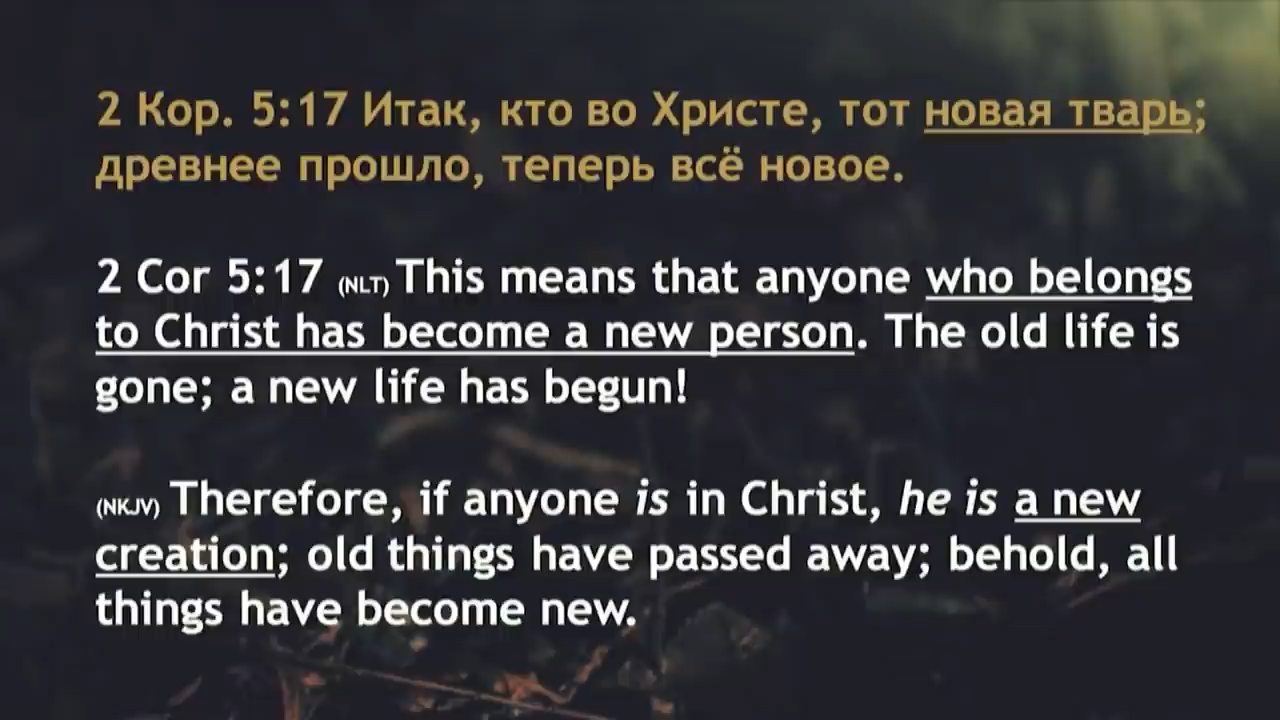 2 Кор. 5:17 Итак, кто во Христе, тот новая тварь;
древнее прошло, теперь всё новое.
2 Cor 5:17 (NLT) This means that anyone who belongs
to Christ has become a new person. The old life is
gone; a new life has begun!
(NKJV) Therefore, if anyone is in Christ, he is a new
creation; old things have passed away; behold, all
things have become new.